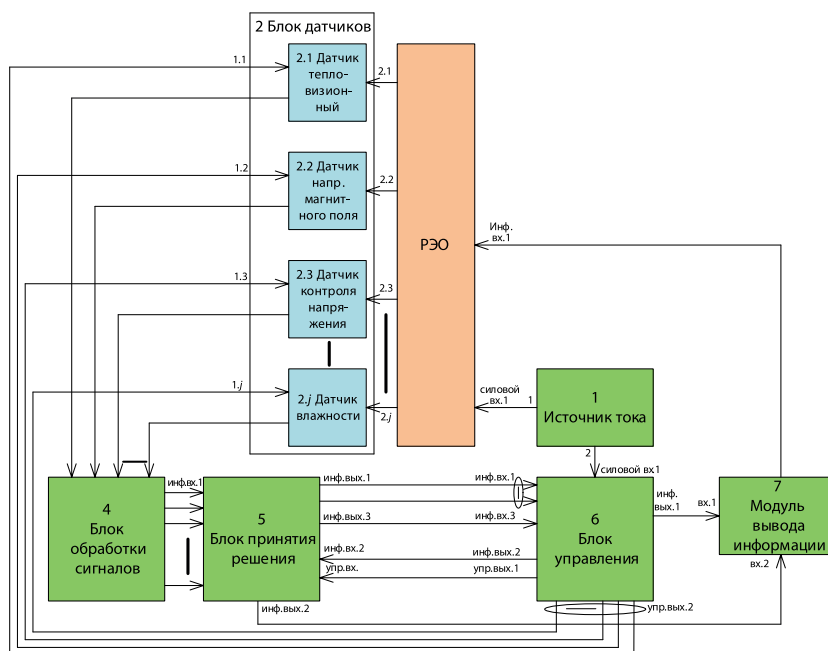 2 Блок датчиков
1.1
2.1 Датчик
тепло-
визион-
ный
2.1
1.2
2.2 Датчик
напр.
магнит-
ного поля
2.2
РЭО
Инф.
вх.1
1.3
2.3 Датчик
контроля
напря-
жения
2.3
1.j
2.j Датчик
влажности
2.j
силовой
вх.1
1
1
Источник тока
2
силовой вх.1
4
Блок
обработки
сигналов
инф.вх.1
5
Блок принятия
решения
инф.вых.1
инф.вх.1
инф.вых.3
инф.вх.3
инф.вх.2
инф.вых.2
упр.вх.
упр.вых.1
6
Блок
управления
инф.
вых.1
вх.1
7
Модуль
вывода
информации
вх.2
инф.вых.2
упр.вых.2